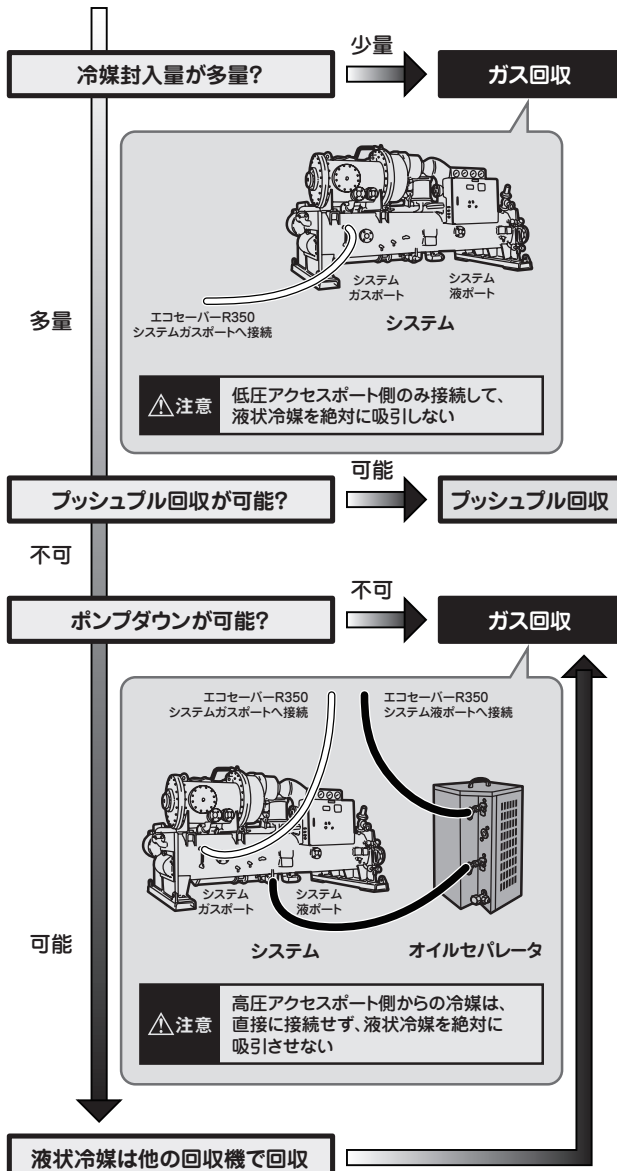 少量
冷媒封入量が多量?
ガス回収
システム
ガスポート
システム
液ポート
エコセーバーR350
システムガスポートへ接続
システム
多量
注意
低圧アクセスポート側のみ接続して、
液状冷媒を絶対に吸引しない
可能
プッシュプル回収が可能?
プッシュプル回収
不可
不可
ポンプダウンが可能?
ガス回収
エコセーバーR350
システムガスポートへ接続
エコセーバーR350
システム液ポートへ接続
システム
ガスポート
システム
液ポート
システム
オイルセパレータ
可能
注意
高圧アクセスポート側からの冷媒は、
直接に接続せず、液状冷媒を絶対に
吸引させない
液状冷媒は他の回収機で回収